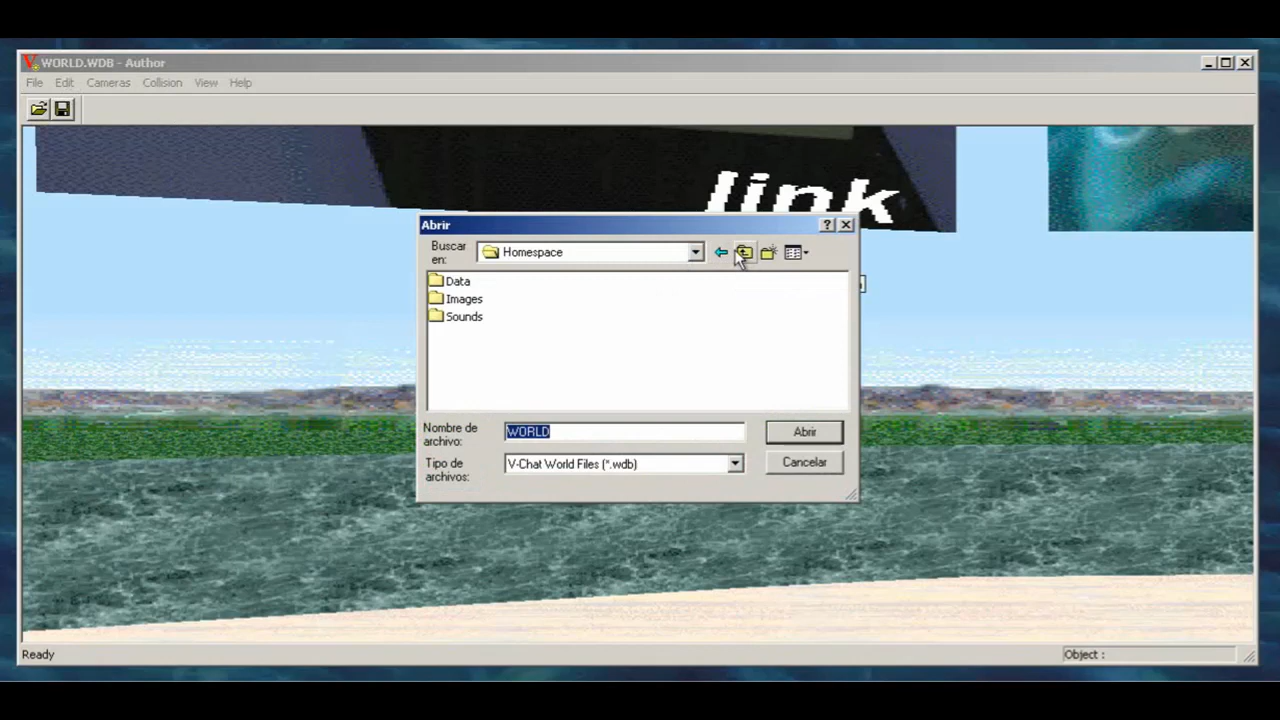 WORLD.WDB - Author
File Edit Cameras Collision View Help
link
Abrir
Buscar en: Homespace
Data
Images
Sounds
Nombre de archivo: WORLD Abrir
Tipo de archivos: V-Chat World Files (*.wdb) Cancelar
Ready Object :